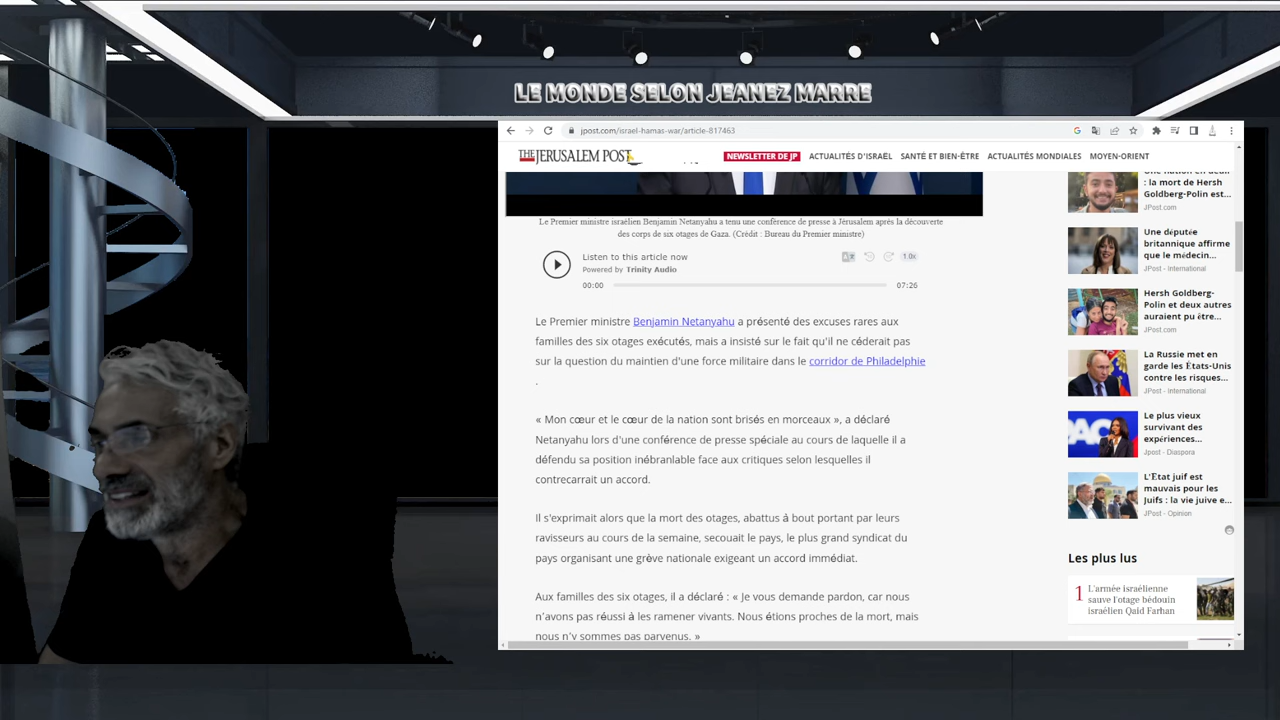 LE MONDE SELON JEANEZ MARRE
jpost.com/israel-hamas-war/article-817463
THE JERUSALEM POST
NEWSLETTER DE JP
ACTUALITÉS D'ISRAËL
SANTÉ ET BIEN-ÊTRE
ACTUALITÉS MONDIALES
MOYEN-ORIENT
Le Premier ministre israélien Benjamin Netanyahu a tenu une conférence de presse à Jérusalem après la découverte
des corps de six otages de Gaza. (Crédit : Bureau du Premier ministre)
Listen to this article now
Powered by Trinity Audio
1.0x
00:00
07:26
Le Premier ministre Benjamin Netanyahu a présenté des excuses rares aux
familles des six otages exécutés, mais a insisté sur le fait qu'il ne céderait pas
sur la question du maintien d'une force militaire dans le corridor de Philadelphie
.
« Mon cœur et le cœur de la nation sont brisés en morceaux », a déclaré
Netanyahu lors d'une conférence de presse spéciale au cours de laquelle il a
défendu sa position inébranlable face aux critiques selon lesquelles il
contrecarrait un accord.
Il s'exprimait alors que la mort des otages, abattus à bout portant par leurs
ravisseurs au cours de la semaine, secouait le pays, le plus grand syndicat du
pays organisant une grève nationale exigeant un accord immédiat.
Aux familles des six otages, il a déclaré : « Je vous demande pardon, car nous
n'avons pas réussi à les ramener vivants. Nous étions proches de la mort, mais
nous n'y sommes pas parvenus. »
Une nation en deuil
: la mort de Hersh
Goldberg-Polin est...
JPost.com
Une députée
britannique affirme
que le médecin...
JPost - International
Hersh Goldberg-
Polin et deux autres
auraient pu être...
JPost.com
La Russie met en
garde les États-Unis
contre les risques...
JPost - International
Le plus vieux
survivant des
expériences...
Jpost - Diaspora
L'État juif est
mauvais pour les
Juifs : la vie juive e...
JPost - Opinion
Les plus lus
1
L'armée israélienne
sauve l'otage bédouin
israélien Qaid Farhan